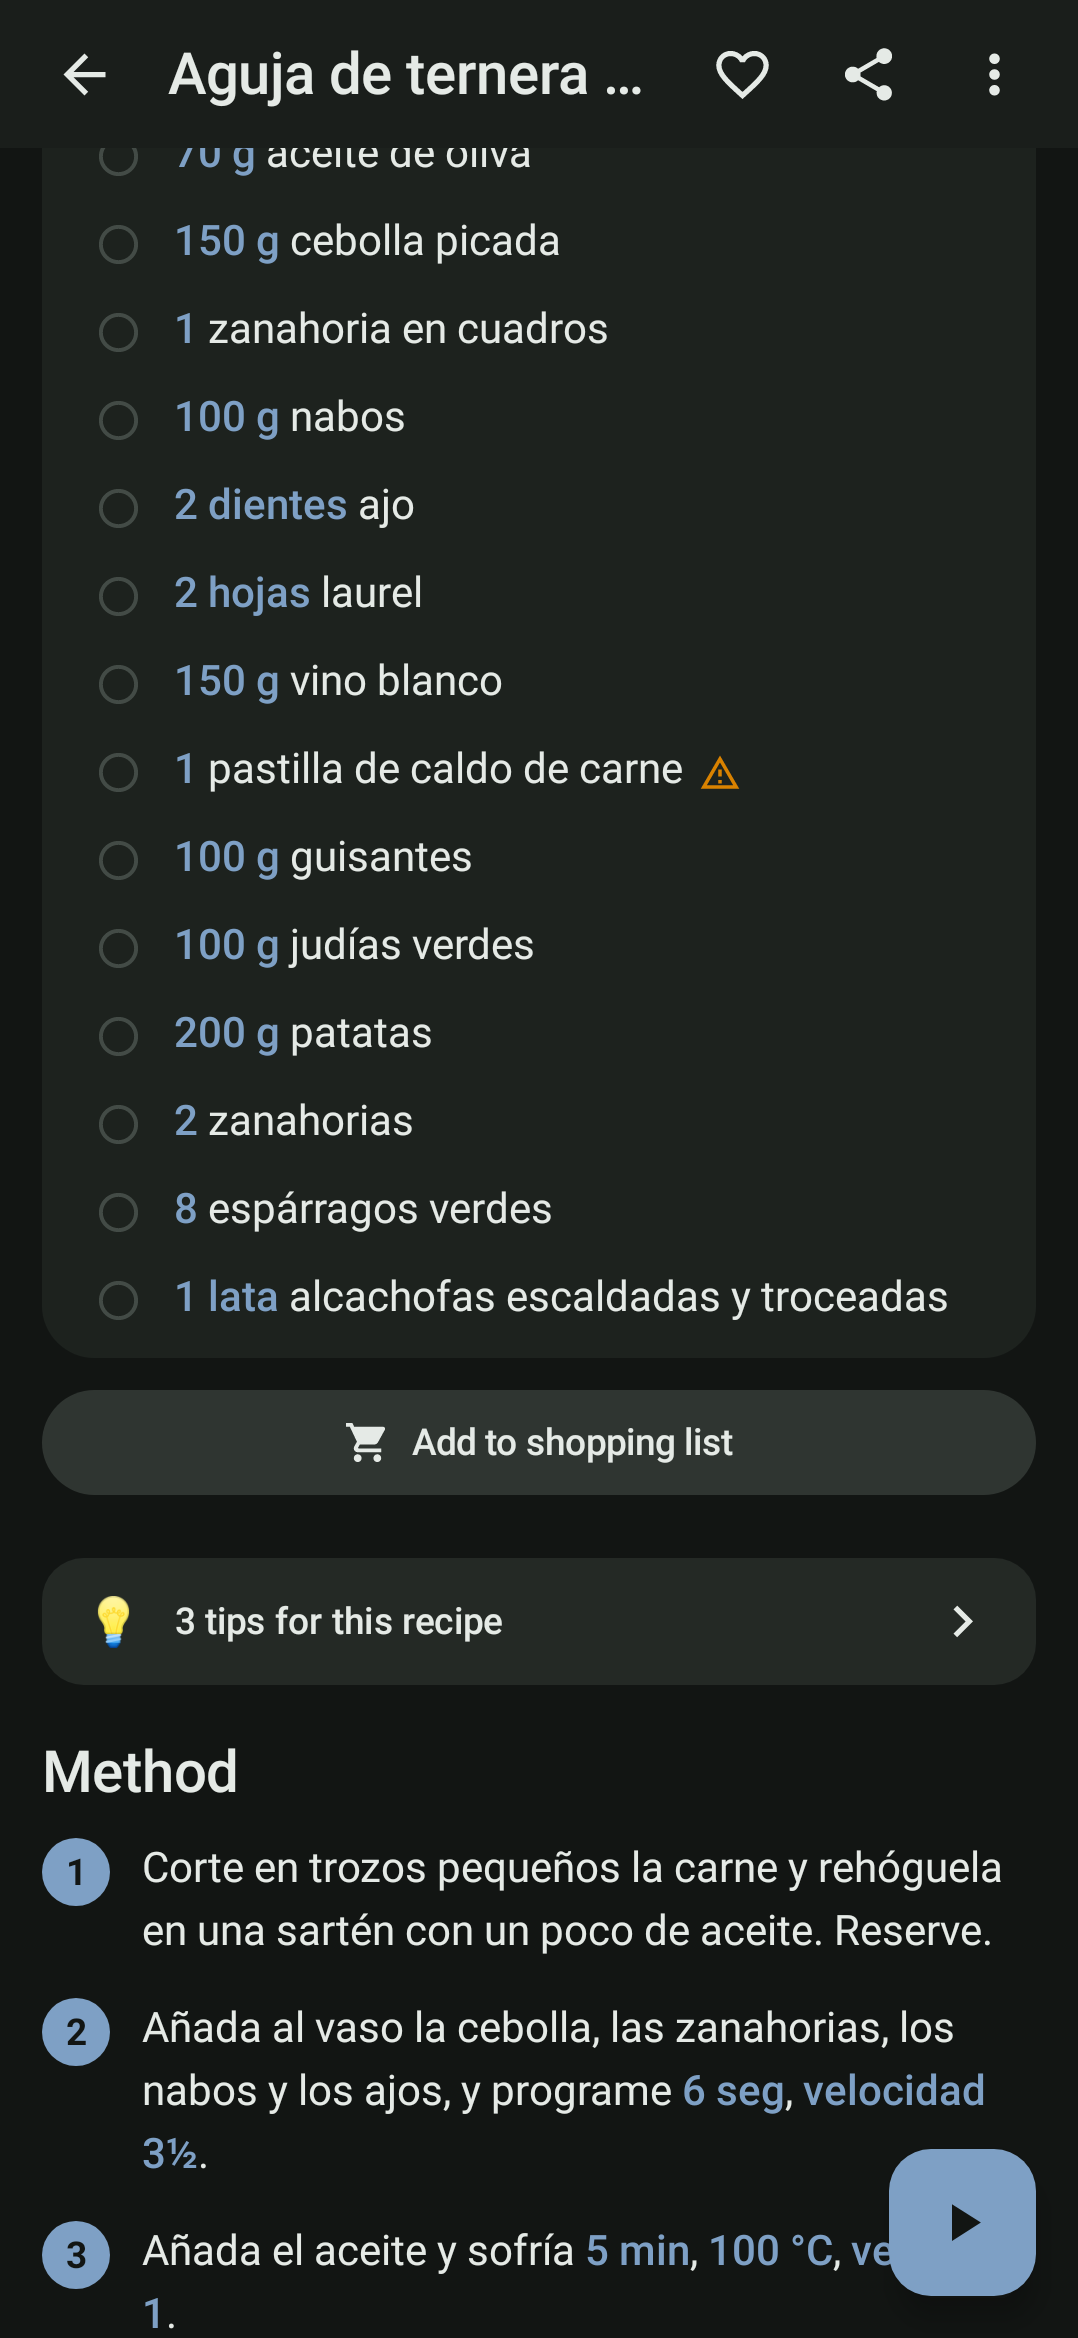 Aguja de ternera ...
70 g aceite de oliva
150 g cebolla picada
1 zanahoria en cuadros
100 g nabos
2 dientes ajo
2 hojas laurel
150 g vino blanco
1 pastilla de caldo de carne
100 g guisantes
100 g judías verdes
200 g patatas
2 zanahorias
8 espárragos verdes
1 lata alcachofas escaldadas y troceadas
Add to shopping list
3 tips for this recipe
Method
1 Corte en trozos pequeños la carne y rehóguela
en una sartén con un poco de aceite. Reserve.
2 Añada al vaso la cebolla, las zanahorias, los
nabos y los ajos, y programe 6 seg, velocidad
3½.
3 Añada el aceite y sofría 5 min, 100 °C, ve
1.